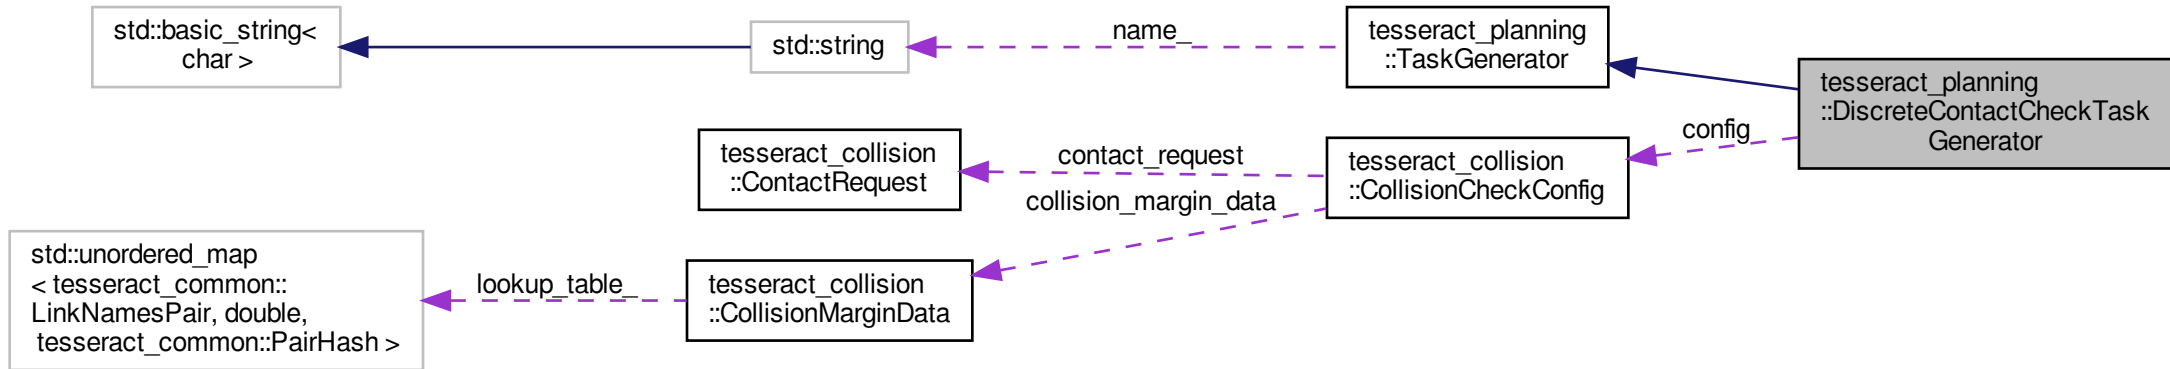 std::basic_string<
char >
std::string
name_
tesseract_planning
::TaskGenerator
tesseract_planning
::DiscreteContactCheckTask
Generator
config
tesseract_collision
::ContactRequest
contact_request
tesseract_collision
::CollisionCheckConfig
collision_margin_data
std::unordered_map
< tesseract_common::
LinkNamesPair, double,
tesseract_common::PairHash >
lookup_table_
tesseract_collision
::CollisionMarginData